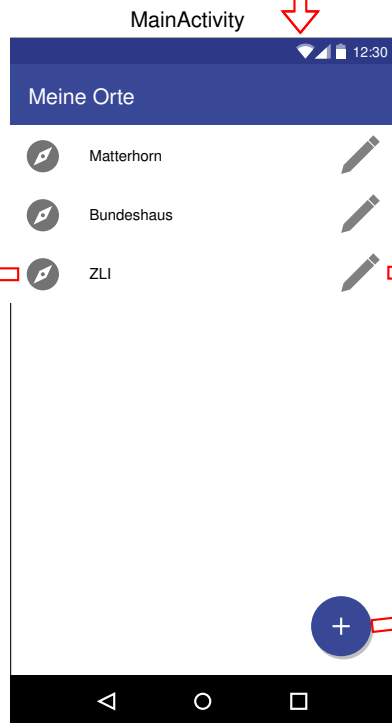 MainActivity
12:30
Meine Orte
Matterhorn
Bundeshaus
ZLI
+